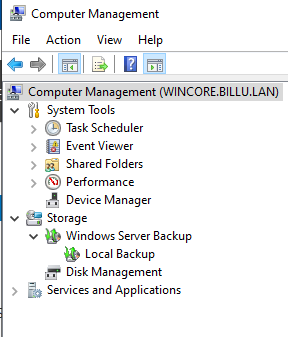 Computer Management
File Action View Help
Computer Management (WINCORE.BILLU.LAN)
System Tools
Task Scheduler
Event Viewer
Shared Folders
Performance
Device Manager
Storage
Windows Server Backup
Local Backup
Disk Management
Services and Applications